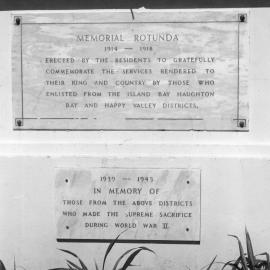 MEMORIAL ROTUNDA
1914 — 1918
ERECTED BY THE RESIDENTS TO GRATEFULLY
COMMEMORATE THE SERVICES RENDERED TO
THEIR KING AND COUNTRY BY THOSE WHO
ENLISTED FROM THE ISLAND BAY HAUGHTON
BAY AND HAPPY VALLEY DISTRICTS.
1939 — 1945
IN MEMORY OF
THOSE FROM THE ABOVE DISTRICTS
WHO MADE THE SUPREME SACRIFICE
DURING WORLD WAR II.